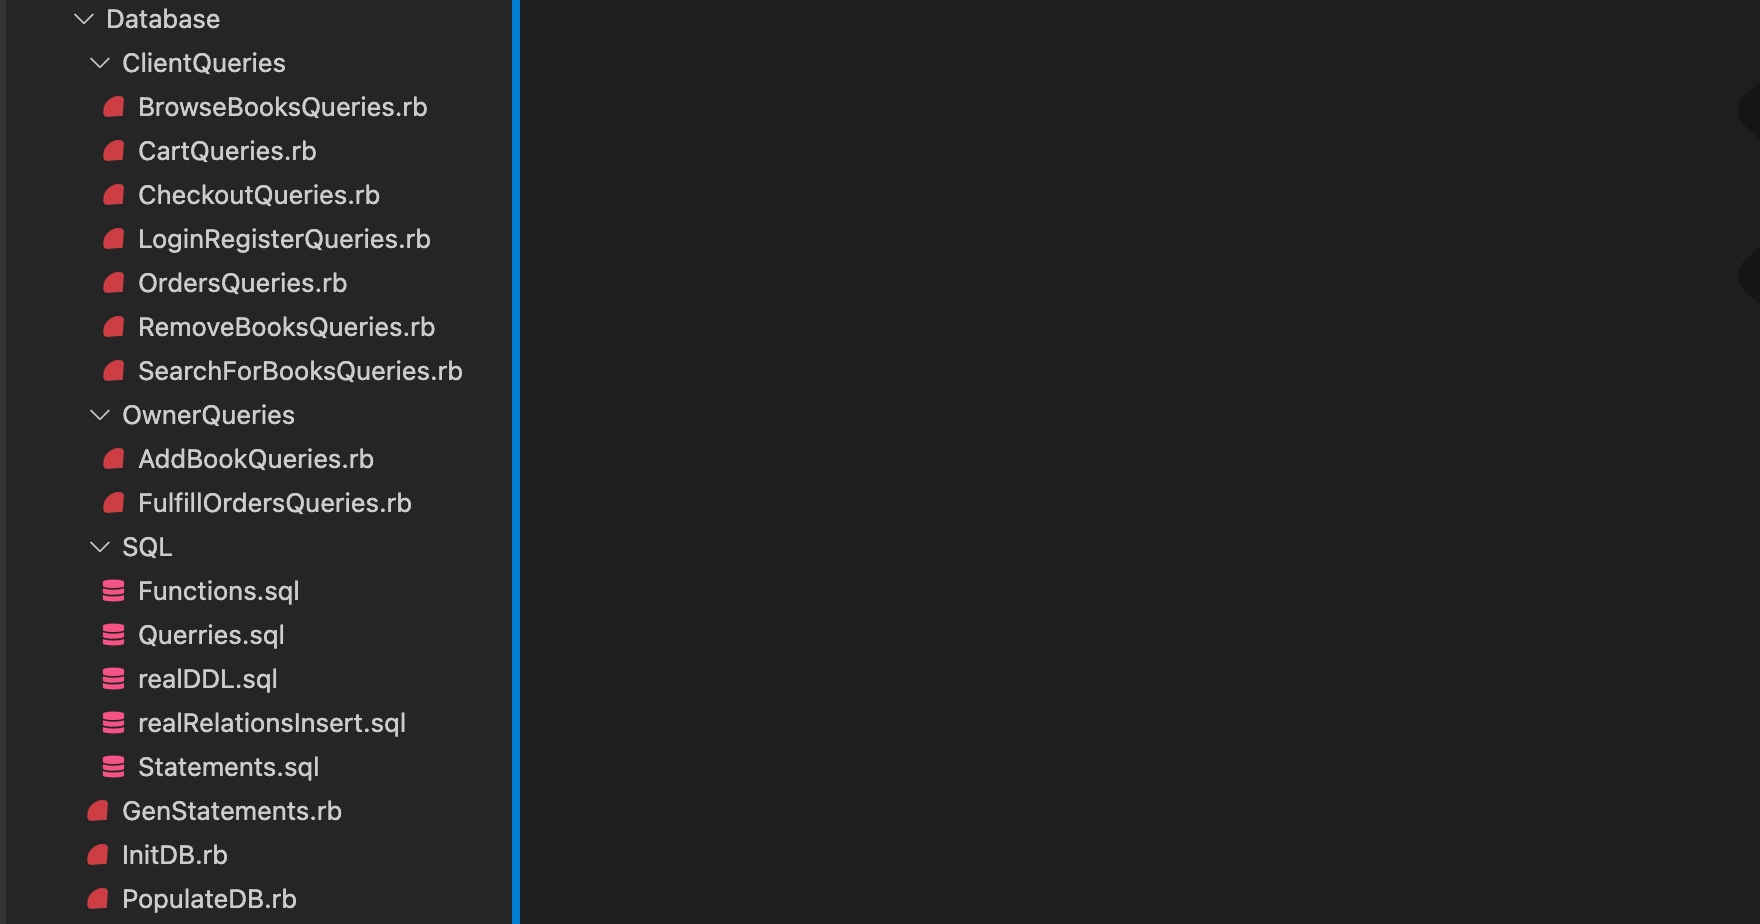 Database
ClientQueries
BrowseBooksQueries.rb
CartQueries.rb
CheckoutQueries.rb
LoginRegisterQueries.rb
OrdersQueries.rb
RemoveBooksQueries.rb
SearchForBooksQueries.rb
OwnerQueries
AddBookQueries.rb
FulfillOrdersQueries.rb
SQL
Functions.sql
Querries.sql
realDDL.sql
realRelationsInsert.sql
Statements.sql
GenStatements.rb
InitDB.rb
PopulateDB.rb